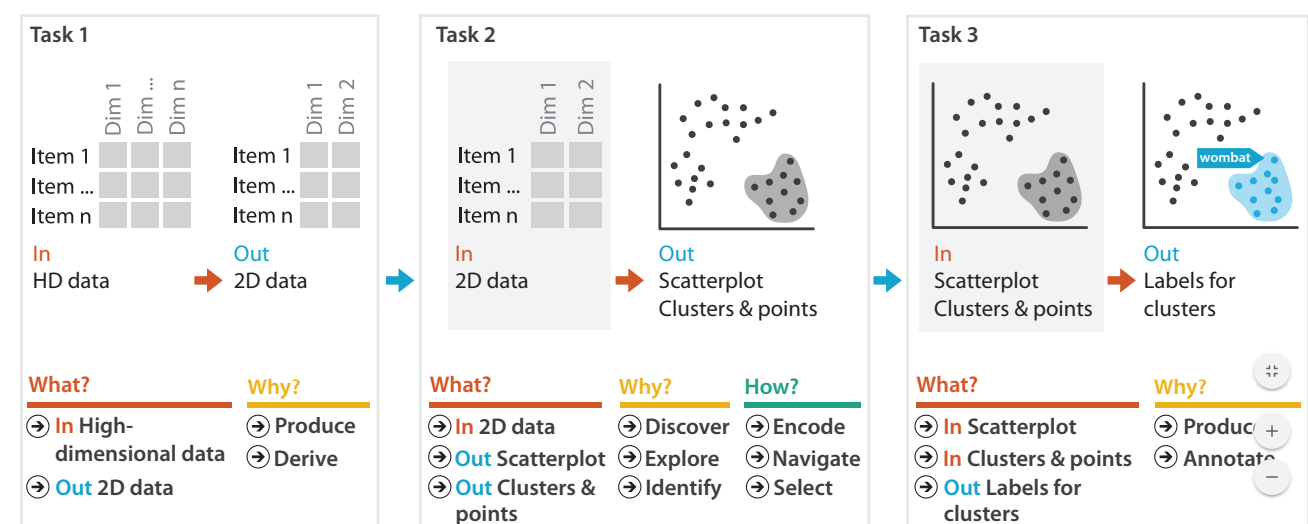 Task 1
Dim 1
Dim ...
Dim n
Item 1
Item ...
Item n
In
HD data
Dim 1
Dim 2
Item 1
Item ...
Item n
Out
2D data
What?
In High-
dimensional data
Out 2D data
Why?
Produce
Derive
Task 2
Dim 1
Dim 2
Item 1
Item ...
Item n
In
2D data
Out
Scatterplot
Clusters & points
What?
In 2D data
Out Scatterplot
Out Clusters &
points
Why?
Discover
Explore
Identify
How?
Encode
Navigate
Select
Task 3
In
Scatterplot
Clusters & points
wombat
Out
Labels for
clusters
What?
In Scatterplot
In Clusters & points
Out Labels for
clusters
Why?
Produc
Annotate